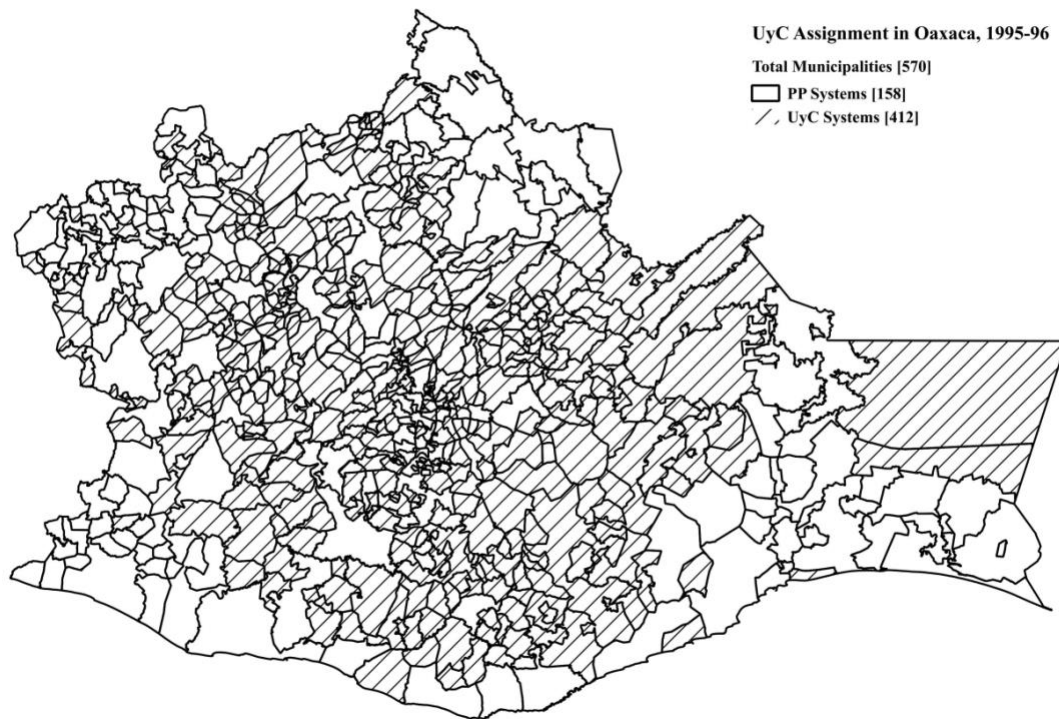 UyC Assignment in Oaxaca, 1995-96
Total Municipalities [570]
PP Systems [158]
UyC Systems [412]